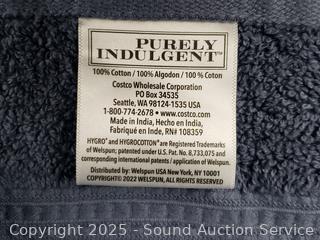 PURELY
INDULGENT™
100% Cotton / 100% Algodon / 100 % Coton
Costco Wholesale Corporation
PO Box 34535
Seattle, WA 98124-1535 USA
1-800-774-2678 • www.costco.com
Made in India, Hecho en India,
Fabriqué en Inde, RN# 108359
HYGRO® and HYGROCOTTON® are Registered Trademarks
of Welspun; patented under U.S. Pat. No. 8,733,075 and
corresponding international patents / application of Welspun.
Distributed by: Welspun USA New York, NY 10001
COPYRIGHT©2022 WELSPUN, ALL RIGHTS RESERVED
Copyright 2025 - Sound Auction Service